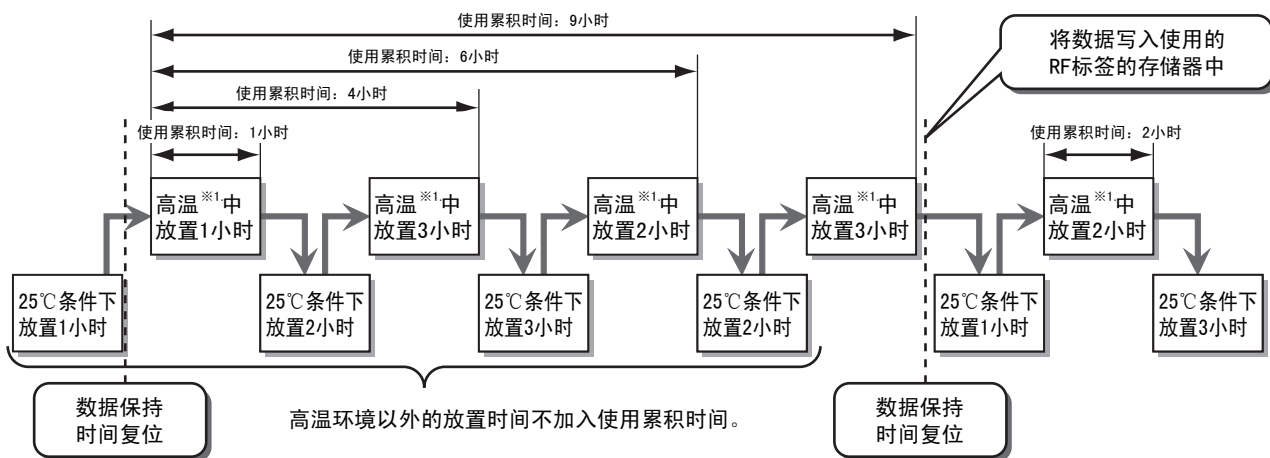 使用累积时间：9小时
使用累积时间：6小时
使用累积时间：4小时
使用累积时间：1小时
将数据写入使用的
RF标签的存储器中
使用累积时间：2小时
高温※1.中
放置1小时
高温※1.中
放置3小时
高温※1.中
放置2小时
高温※1.中
放置3小时
高温※1.中
放置2小时
25℃条件下
放置1小时
25℃条件下
放置2小时
25℃条件下
放置3小时
25℃条件下
放置2小时
25℃条件下
放置1小时
25℃条件下
放置3小时
数据保持
时间复位
高温环境以外的放置时间不加入使用累积时间。
数据保持
时间复位